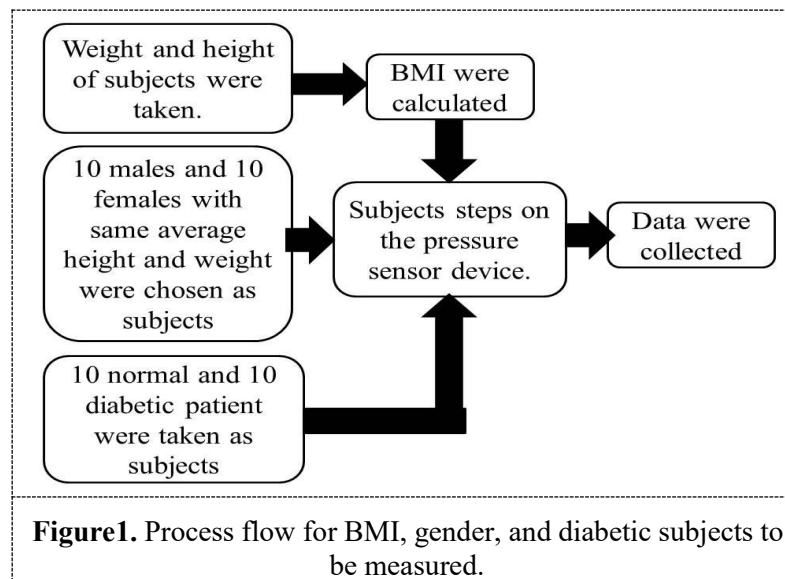 Weight and height
of subjects were
taken.
BMI were
calculated
10 males and 10
females with
same average
height and weight
were chosen as
subjects
Subjects steps on
the pressure
sensor device.
Data were
collected
10 normal and 10
diabetic patient
were taken as
subjects
Figure1. Process flow for BMI, gender, and diabetic subjects to
be measured.